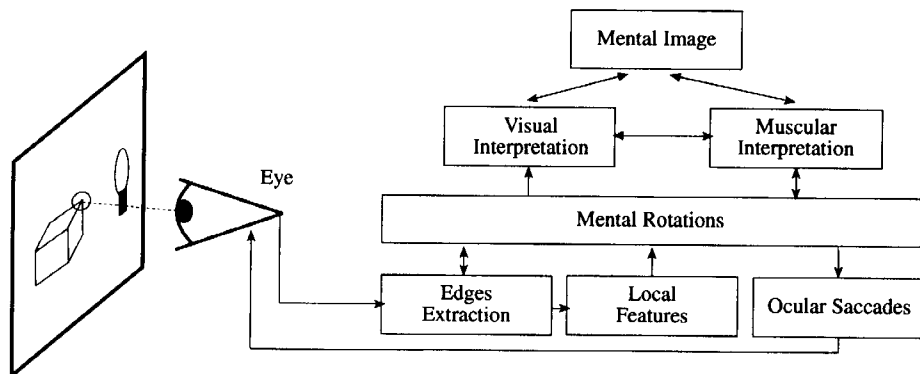 Mental Image
Visual
Interpretation
Muscular
Interpretation
Eye
Mental Rotations
Edges
Extraction
Local
Features
Ocular Saccades